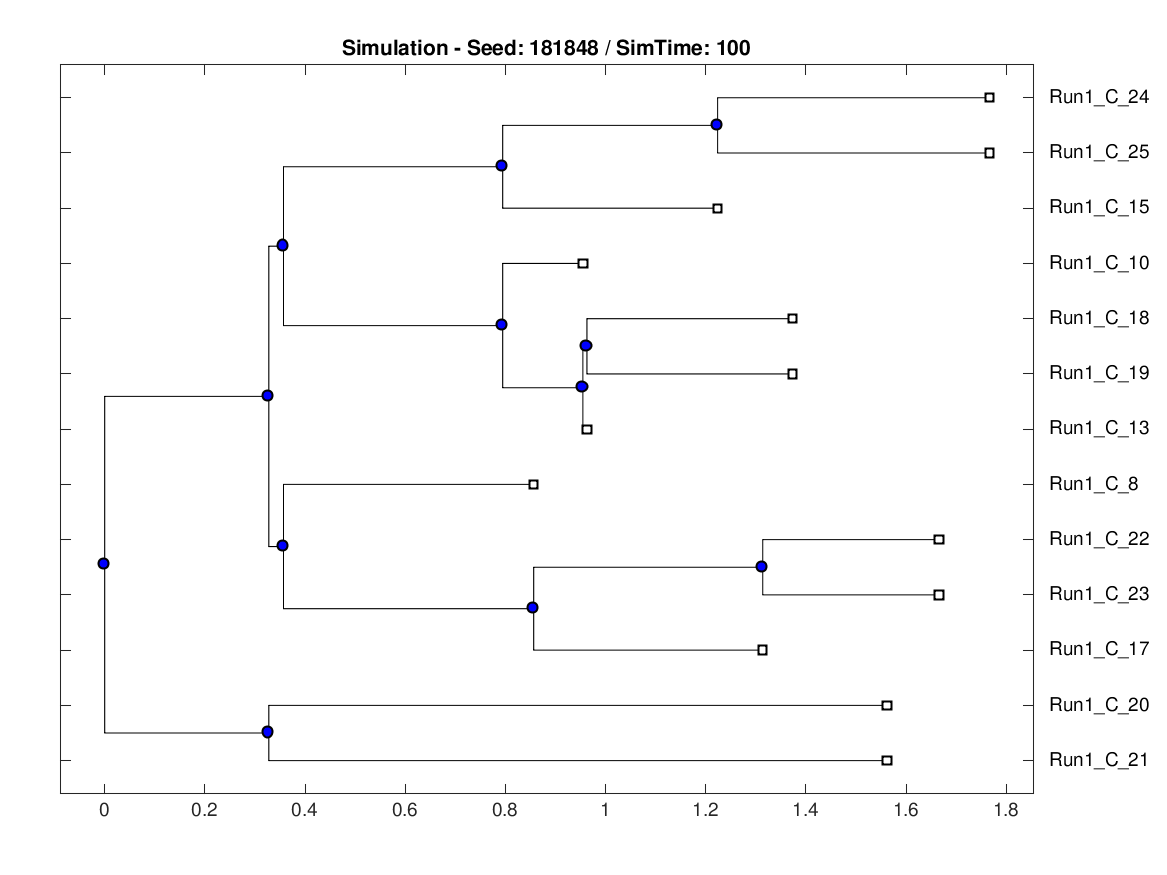 Simulation - Seed: 181848 / SimTime: 100
Run1_C_24
Run1_C_25
Run1_C_15
Run1_C_10
Run1_C_18
Run1_C_19
Run1_C_13
Run1_C_8
Run1_C_22
Run1_C_23
Run1_C_17
Run1_C_20
Run1_C_21
0 0.2 0.4 0.6 0.8 1 1.2 1.4 1.6 1.8